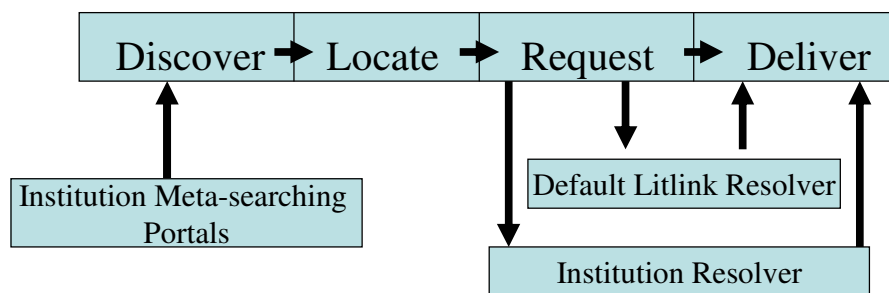 Discover Locate Request Deliver
Institution Meta-searching
Portals
Default Litlink Resolver
Institution Resolver